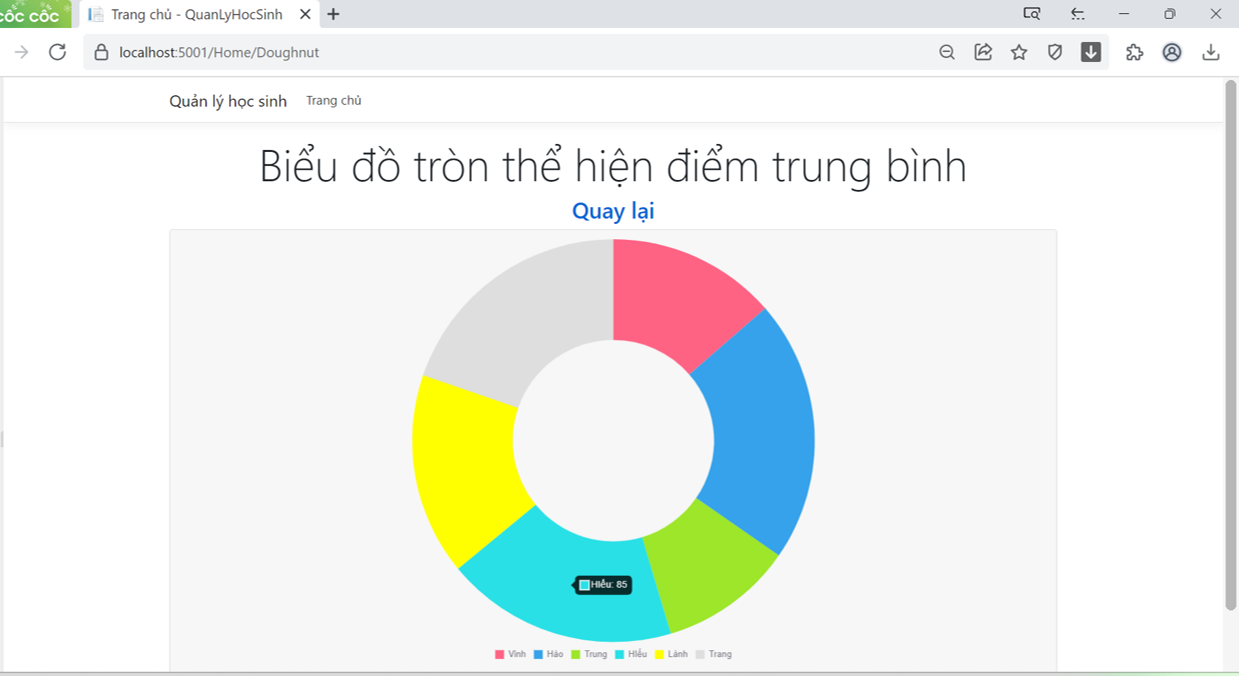 cốc cốc
Trang chủ - QuanLyHocSinh
localhost:5001/Home/Doughnut
Quản lý học sinh Trang chủ
Biểu đồ tròn thể hiện điểm trung bình
Quay lại
Hiếu: 85
Vinh Hào Trung Hiếu Lành Trang